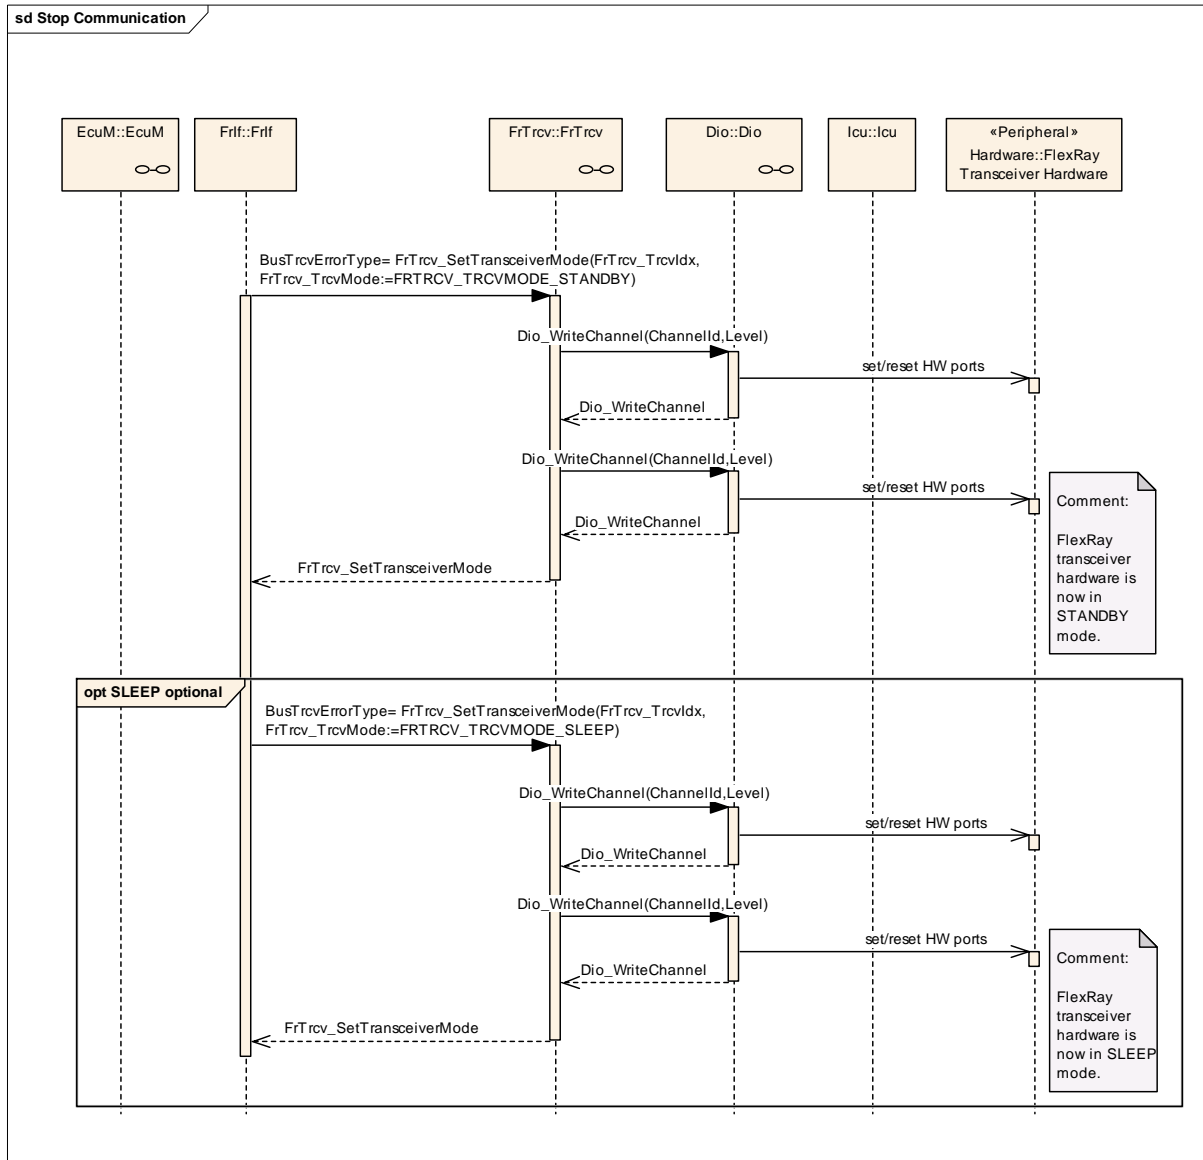 sd Stop Communication
EcuM::EcuM
FrIf::FrIf
FrTrcv::FrTrcv
Dio::Dio
Icu::Icu
«Peripheral»
Hardware::FlexRay
Transceiver Hardware
BusTrcvErrorType= FrTrcv_SetTransceiverMode(FrTrcv_TrcvIdx,
FrTrcv_TrcvMode:=FRTRCV_TRCVMODE_STANDBY)
Dio_WriteChannel(ChannelId,Level)
set/reset HW ports
Dio_WriteChannel
Dio_WriteChannel(ChannelId,Level)
set/reset HW ports
Dio_WriteChannel
FrTrcv_SetTransceiverMode
Comment:
FlexRay
transceiver
hardware is
now in
STANDBY
mode.
opt SLEEP optional
BusTrcvErrorType= FrTrcv_SetTransceiverMode(FrTrcv_TrcvIdx,
FrTrcv_TrcvMode:=FRTRCV_TRCVMODE_SLEEP)
Dio_WriteChannel(ChannelId,Level)
set/reset HW ports
Dio_WriteChannel
Dio_WriteChannel(ChannelId,Level)
set/reset HW ports
Dio_WriteChannel
FrTrcv_SetTransceiverMode
Comment:
FlexRay
transceiver
hardware is
now in SLEEP
mode.